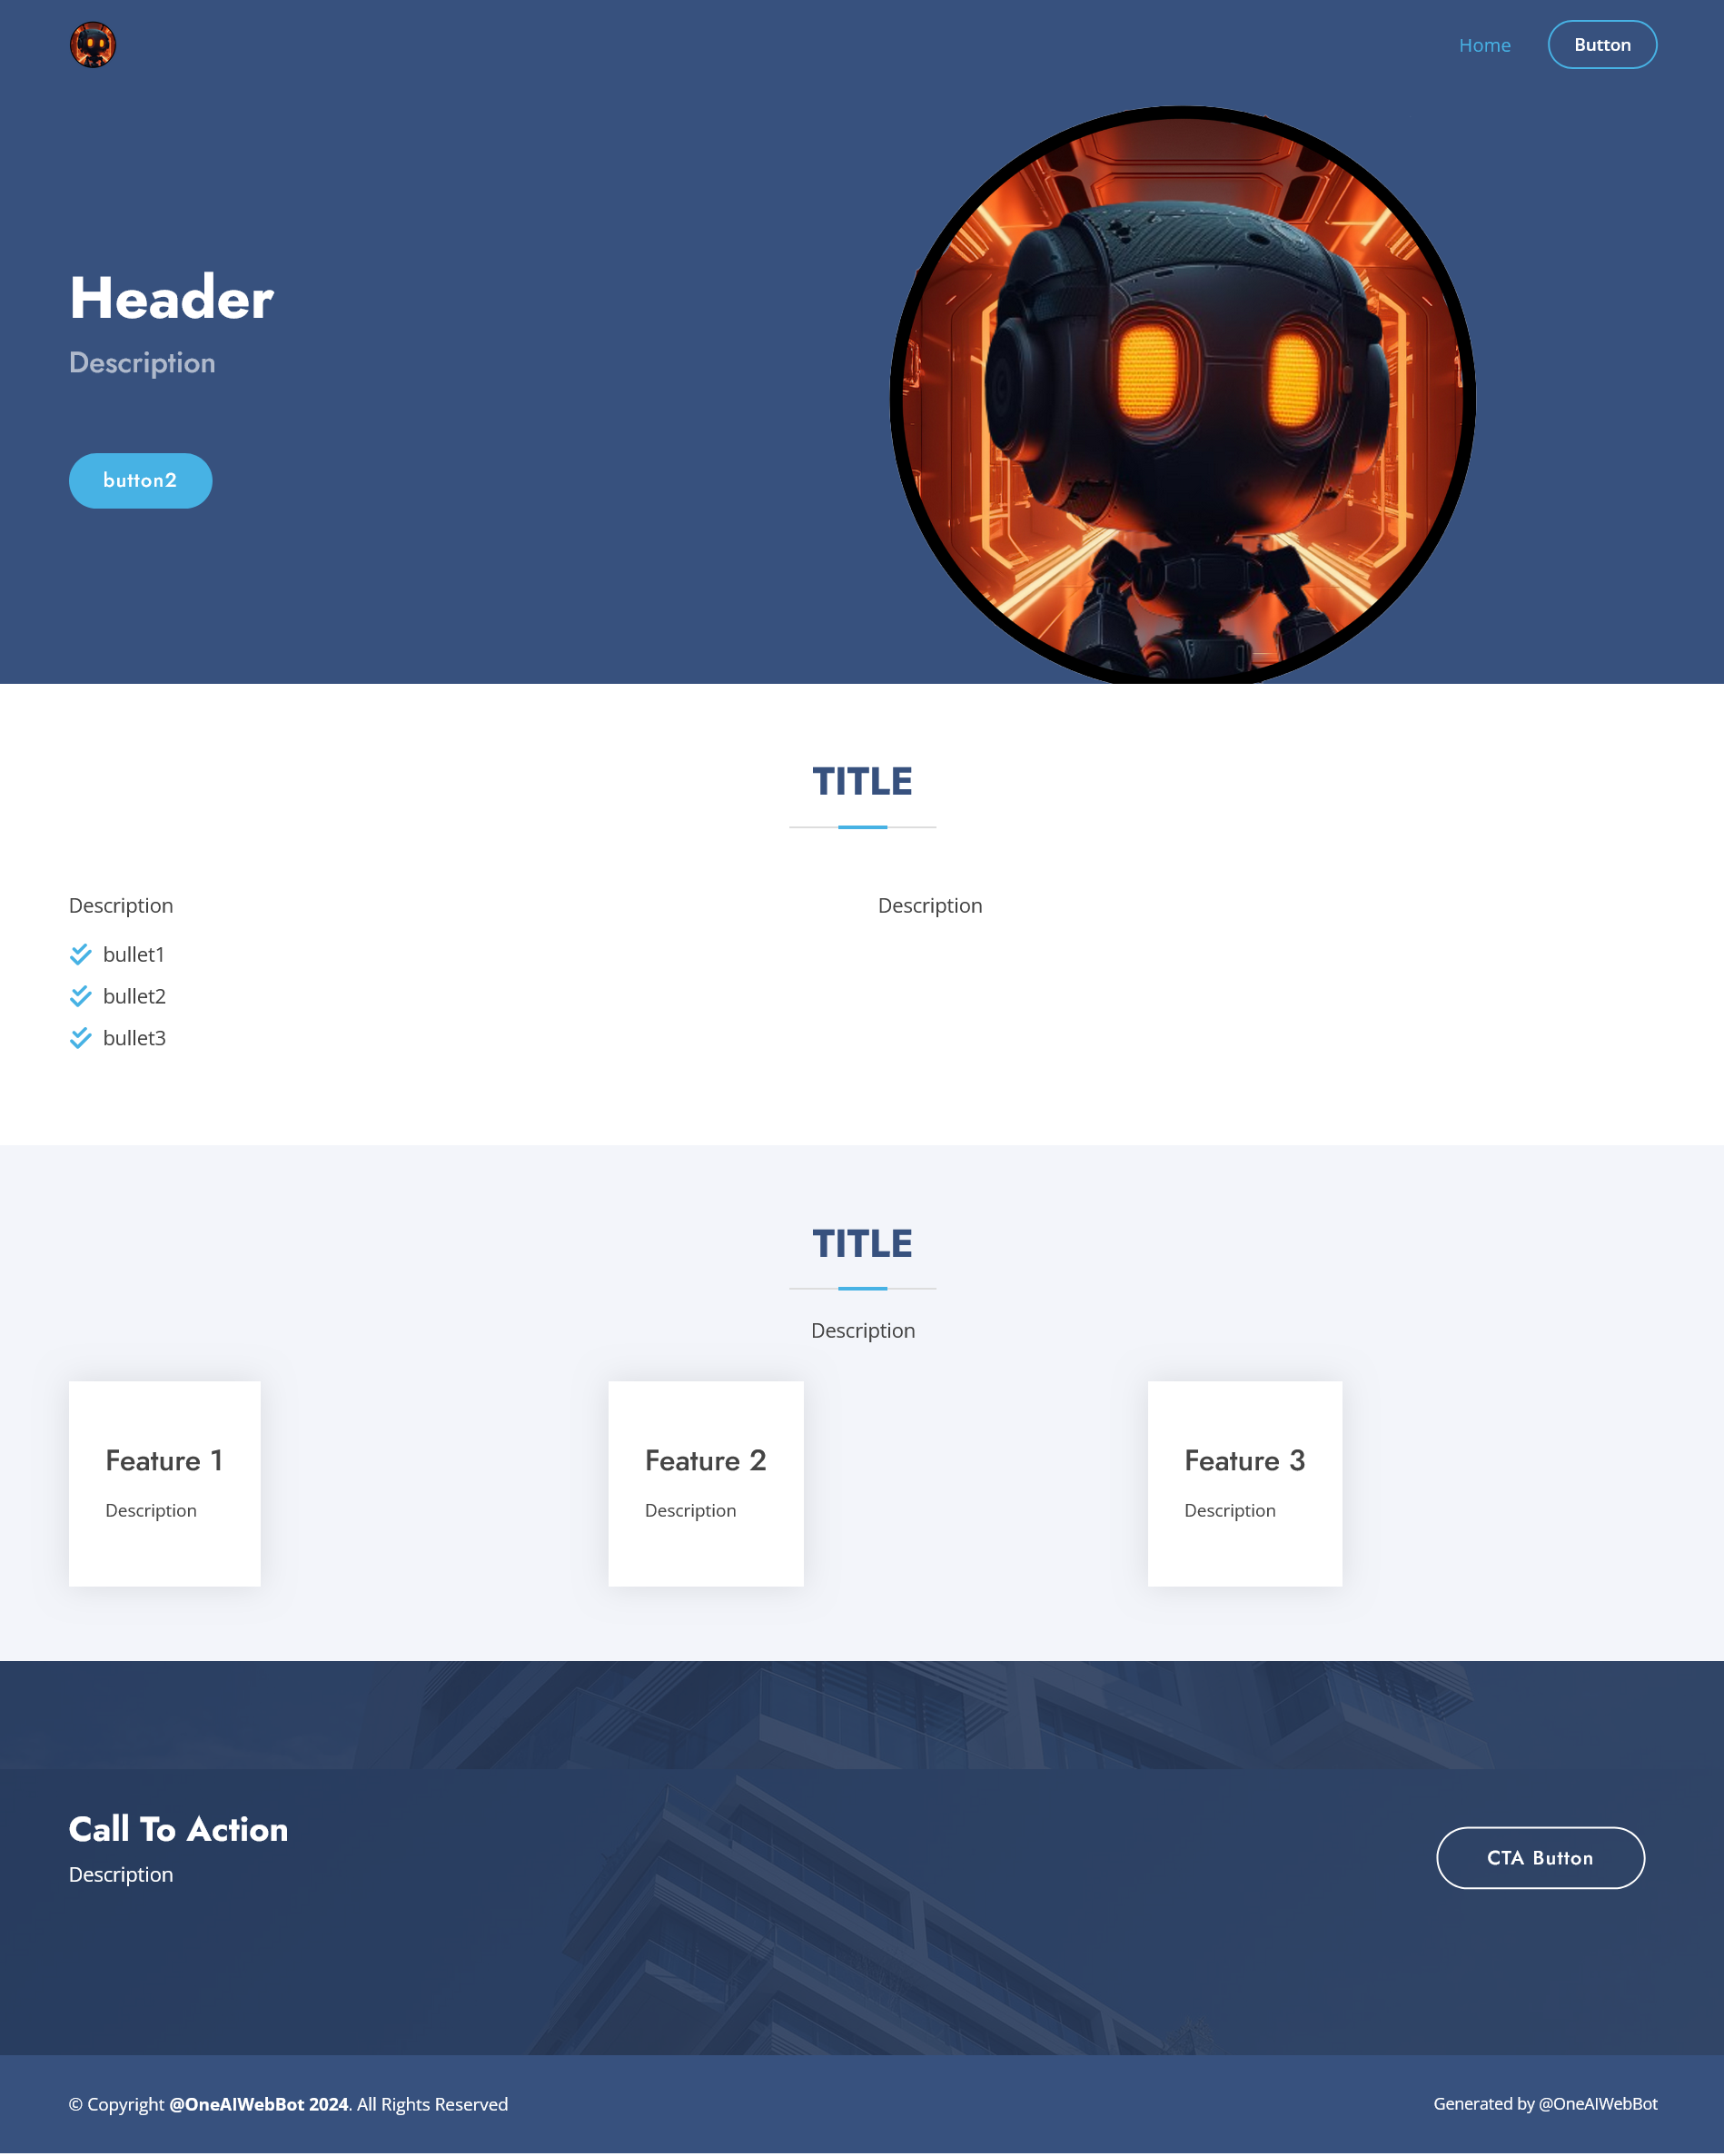 Home
Button
Header
Description
button2
TITLE
Description
bullet1
bullet2
bullet3
Description
TITLE
Description
Feature 1
Description
Feature 2
Description
Feature 3
Description
Call To Action
Description
CTA Button
© Copyright @OneAIWebBot 2024. All Rights Reserved
Generated by @OneAIWebBot